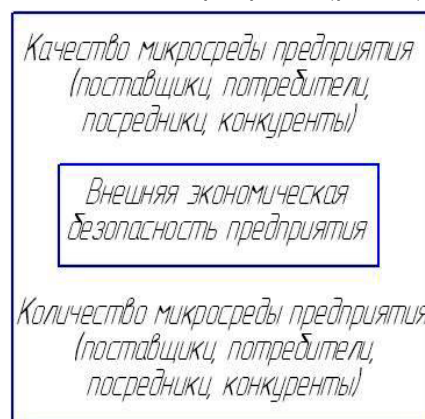 Качество микросреды предприятия
(поставщики, потребители,
посредники, конкуренты)
Внешняя экономическая
безопасность предприятия
Количество микросреды предприятия
(поставщики, потребители,
посредники, конкуренты)